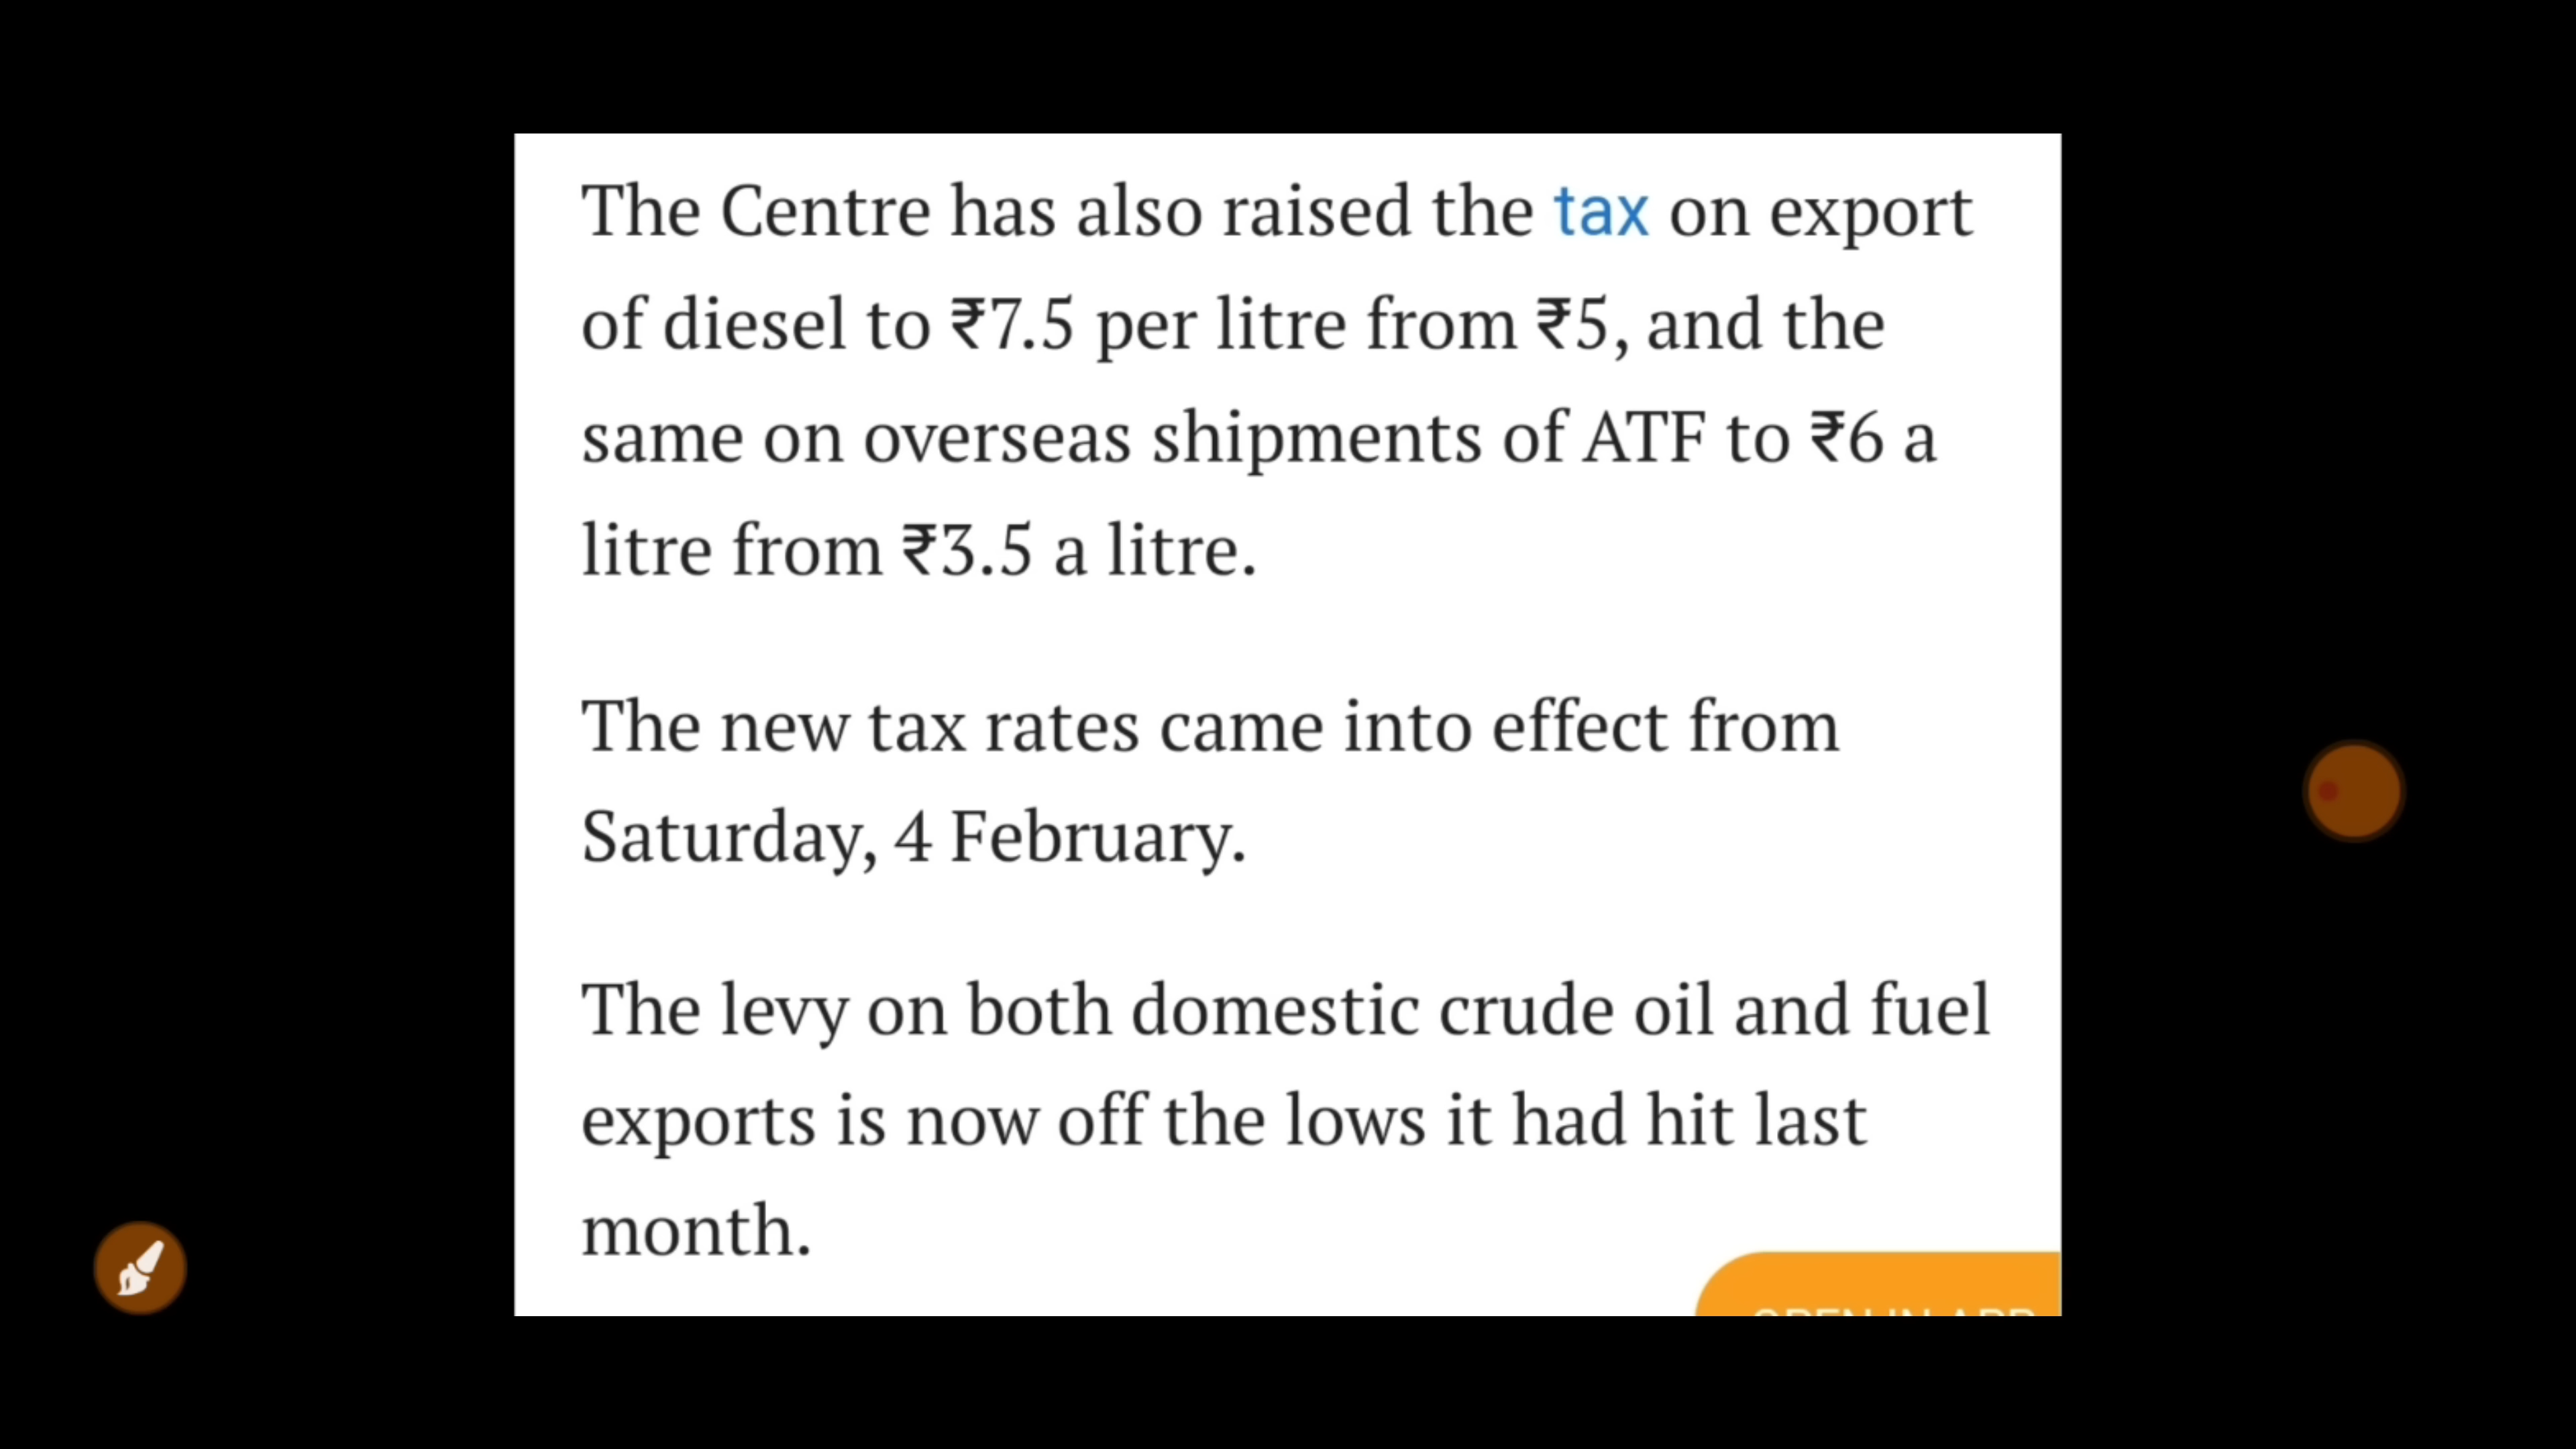 The Centre has also raised the tax on export
of diesel to ₹7.5 per litre from ₹5, and the
same on overseas shipments of ATF to ₹6 a
litre from ₹3.5 a litre.
The new tax rates came into effect from
Saturday, 4 February.
The levy on both domestic crude oil and fuel
exports is now off the lows it had hit last
month.